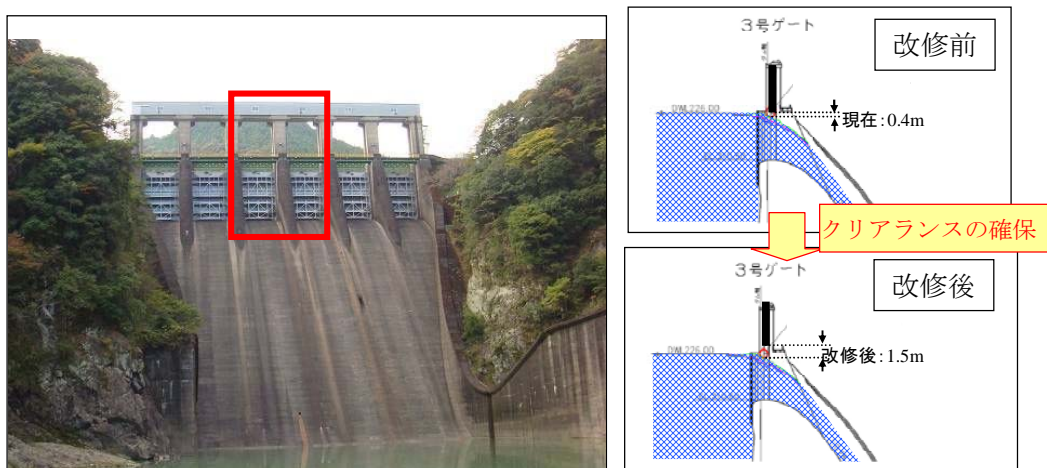 3号ゲート
改修前
DWL226.00
現在:0.4m
クリアランスの確保
3号ゲート
改修後
DWL226.00
改修後:1.5m